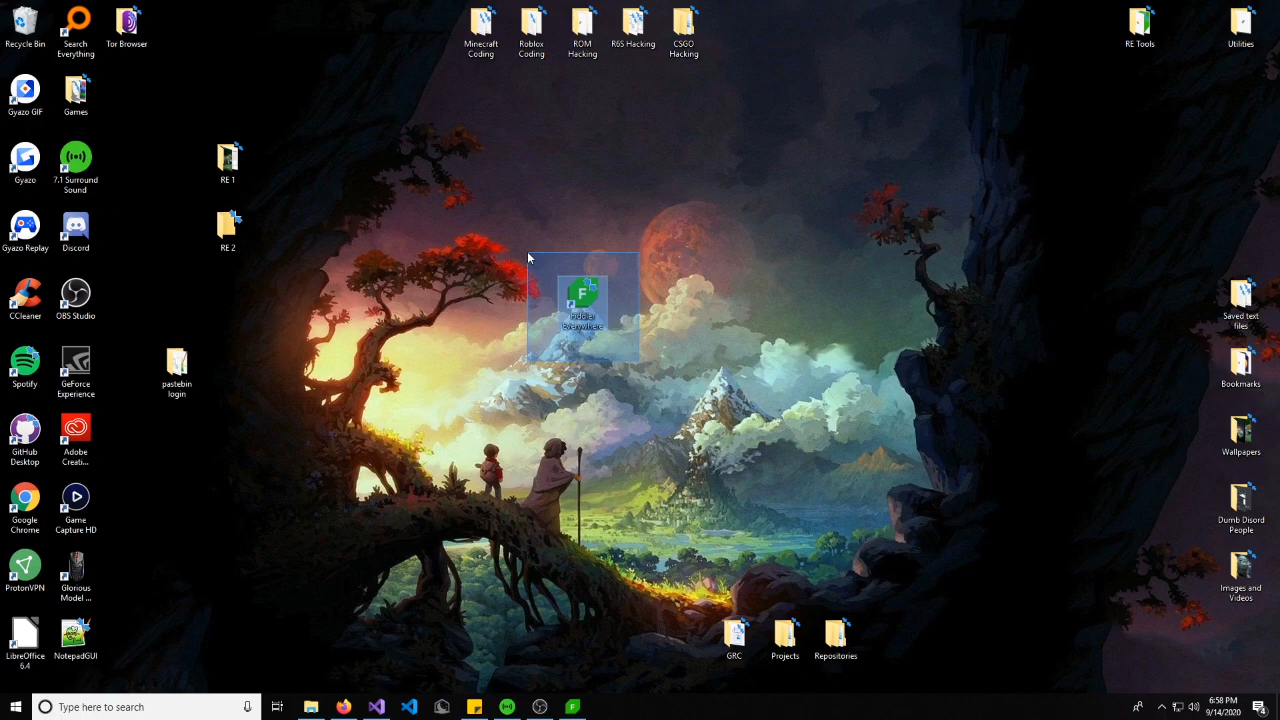 Recycle Bin
Search
Everything
Tor Browser
Minecraft
Coding
Roblox
Coding
ROM
Hacking
R6S Hacking
CSGO
Hacking
RE Tools
Utilities
Gyazo GIF
Games
Gyazo
7.1 Surround
Sound
RE 1
Gyazo Replay
Discord
RE 2
F
Fiddler
Everywhere
CCleaner
OBS Studio
Saved text
files
Spotify
GeForce
Experience
pastebin
login
Bookmarks
GitHub
Desktop
Adobe
Creati...
Wallpapers
Google
Chrome
Game
Capture HD
Dumb Disord
People
ProtonVPN
Glorious
Model ...
Images and
Videos
LibreOffice
6.4
NotepadGUI
GRC
Projects
Repositories
Type here to search
6:58 PM
9/14/2020
4